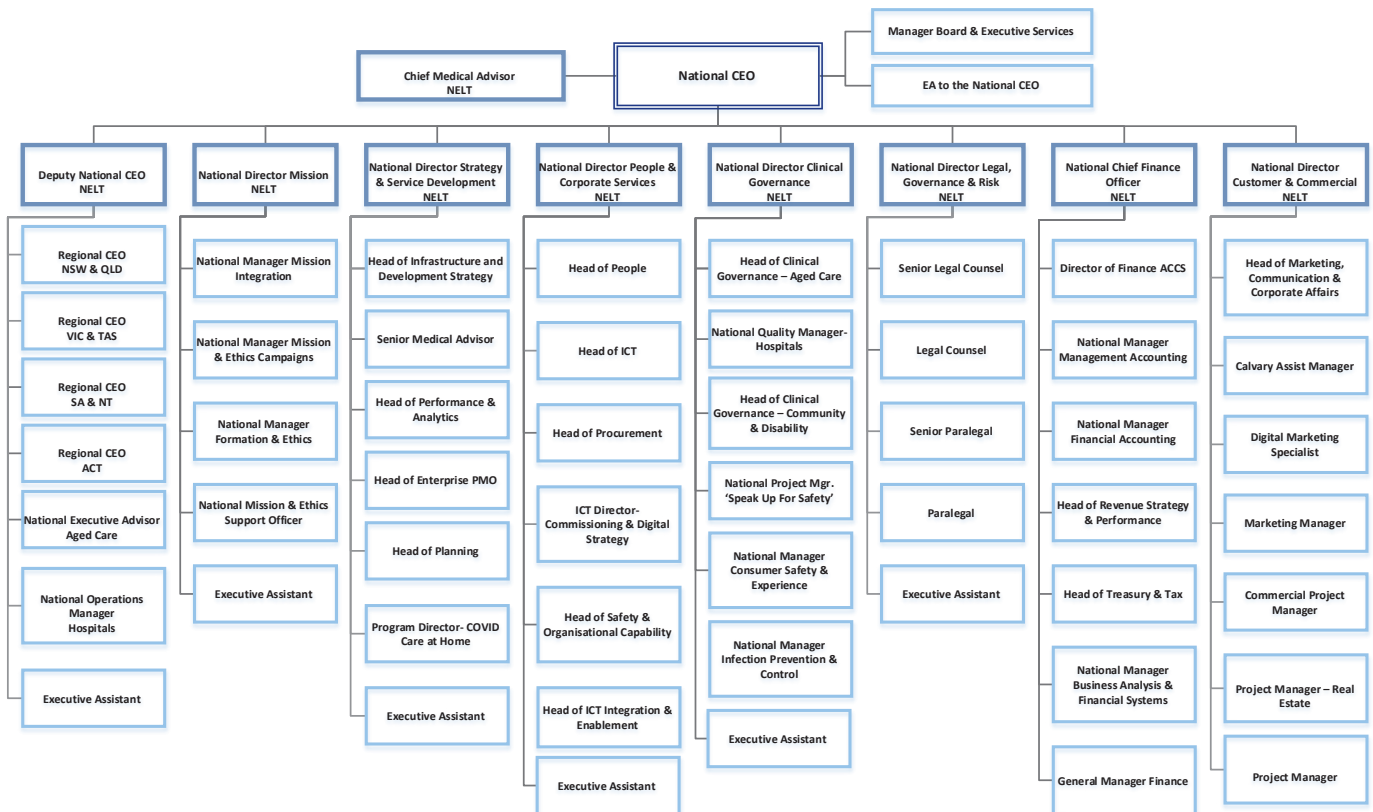 Manager Board & Executive Services
Chief Medical Advisor
NELT
National CEO
EA to the National CEO
Deputy National CEO
NELT
National Director Mission
NELT
National Director Strategy
& Service Development
NELT
National Director People &
Corporate Services
NELT
National Director Clinical
Governance
NELT
National Director Legal,
Governance & Risk
NELT
National Chief Finance
Officer
NELT
National Director
Customer & Commercial
NELT
Regional CEO
NSW & QLD
Regional CEO
VIC & TAS
Regional CEO
SA & NT
Regional CEO
ACT
National Executive Advisor
Aged Care
National Operations
Manager
Hospitals
Executive Assistant
National Manager Mission
Integration
National Manager Mission
& Ethics Campaigns
National Manager
Formation & Ethics
National Mission & Ethics
Support Officer
Executive Assistant
Head of Infrastructure and
Development Strategy
Senior Medical Advisor
Head of Performance &
Analytics
Head of Enterprise PMO
Head of Planning
Program Director- COVID
Care at Home
Executive Assistant
Head of People
Head of ICT
Head of Procurement
ICT Director-
Commissioning & Digital
Strategy
Head of Safety &
Organisational Capability
Head of ICT Integration &
Enablement
Executive Assistant
Head of Clinical
Governance – Aged Care
National Quality Manager-
Hospitals
Head of Clinical
Governance – Community
& Disability
National Project Mgr.
‘Speak Up For Safety’
National Manager
Consumer Safety &
Experience
National Manager
Infection Prevention &
Control
Executive Assistant
Senior Legal Counsel
Legal Counsel
Senior Paralegal
Paralegal
Executive Assistant
Director of Finance ACCS
National Manager
Management Accounting
National Manager
Financial Accounting
Head of Revenue Strategy
& Performance
Head of Treasury & Tax
National Manager
Business Analysis &
Financial Systems
General Manager Finance
Head of Marketing,
Communication &
Corporate Affairs
Calvary Assist Manager
Digital Marketing
Specialist
Marketing Manager
Commercial Project
Manager
Project Manager – Real
Estate
Project Manager